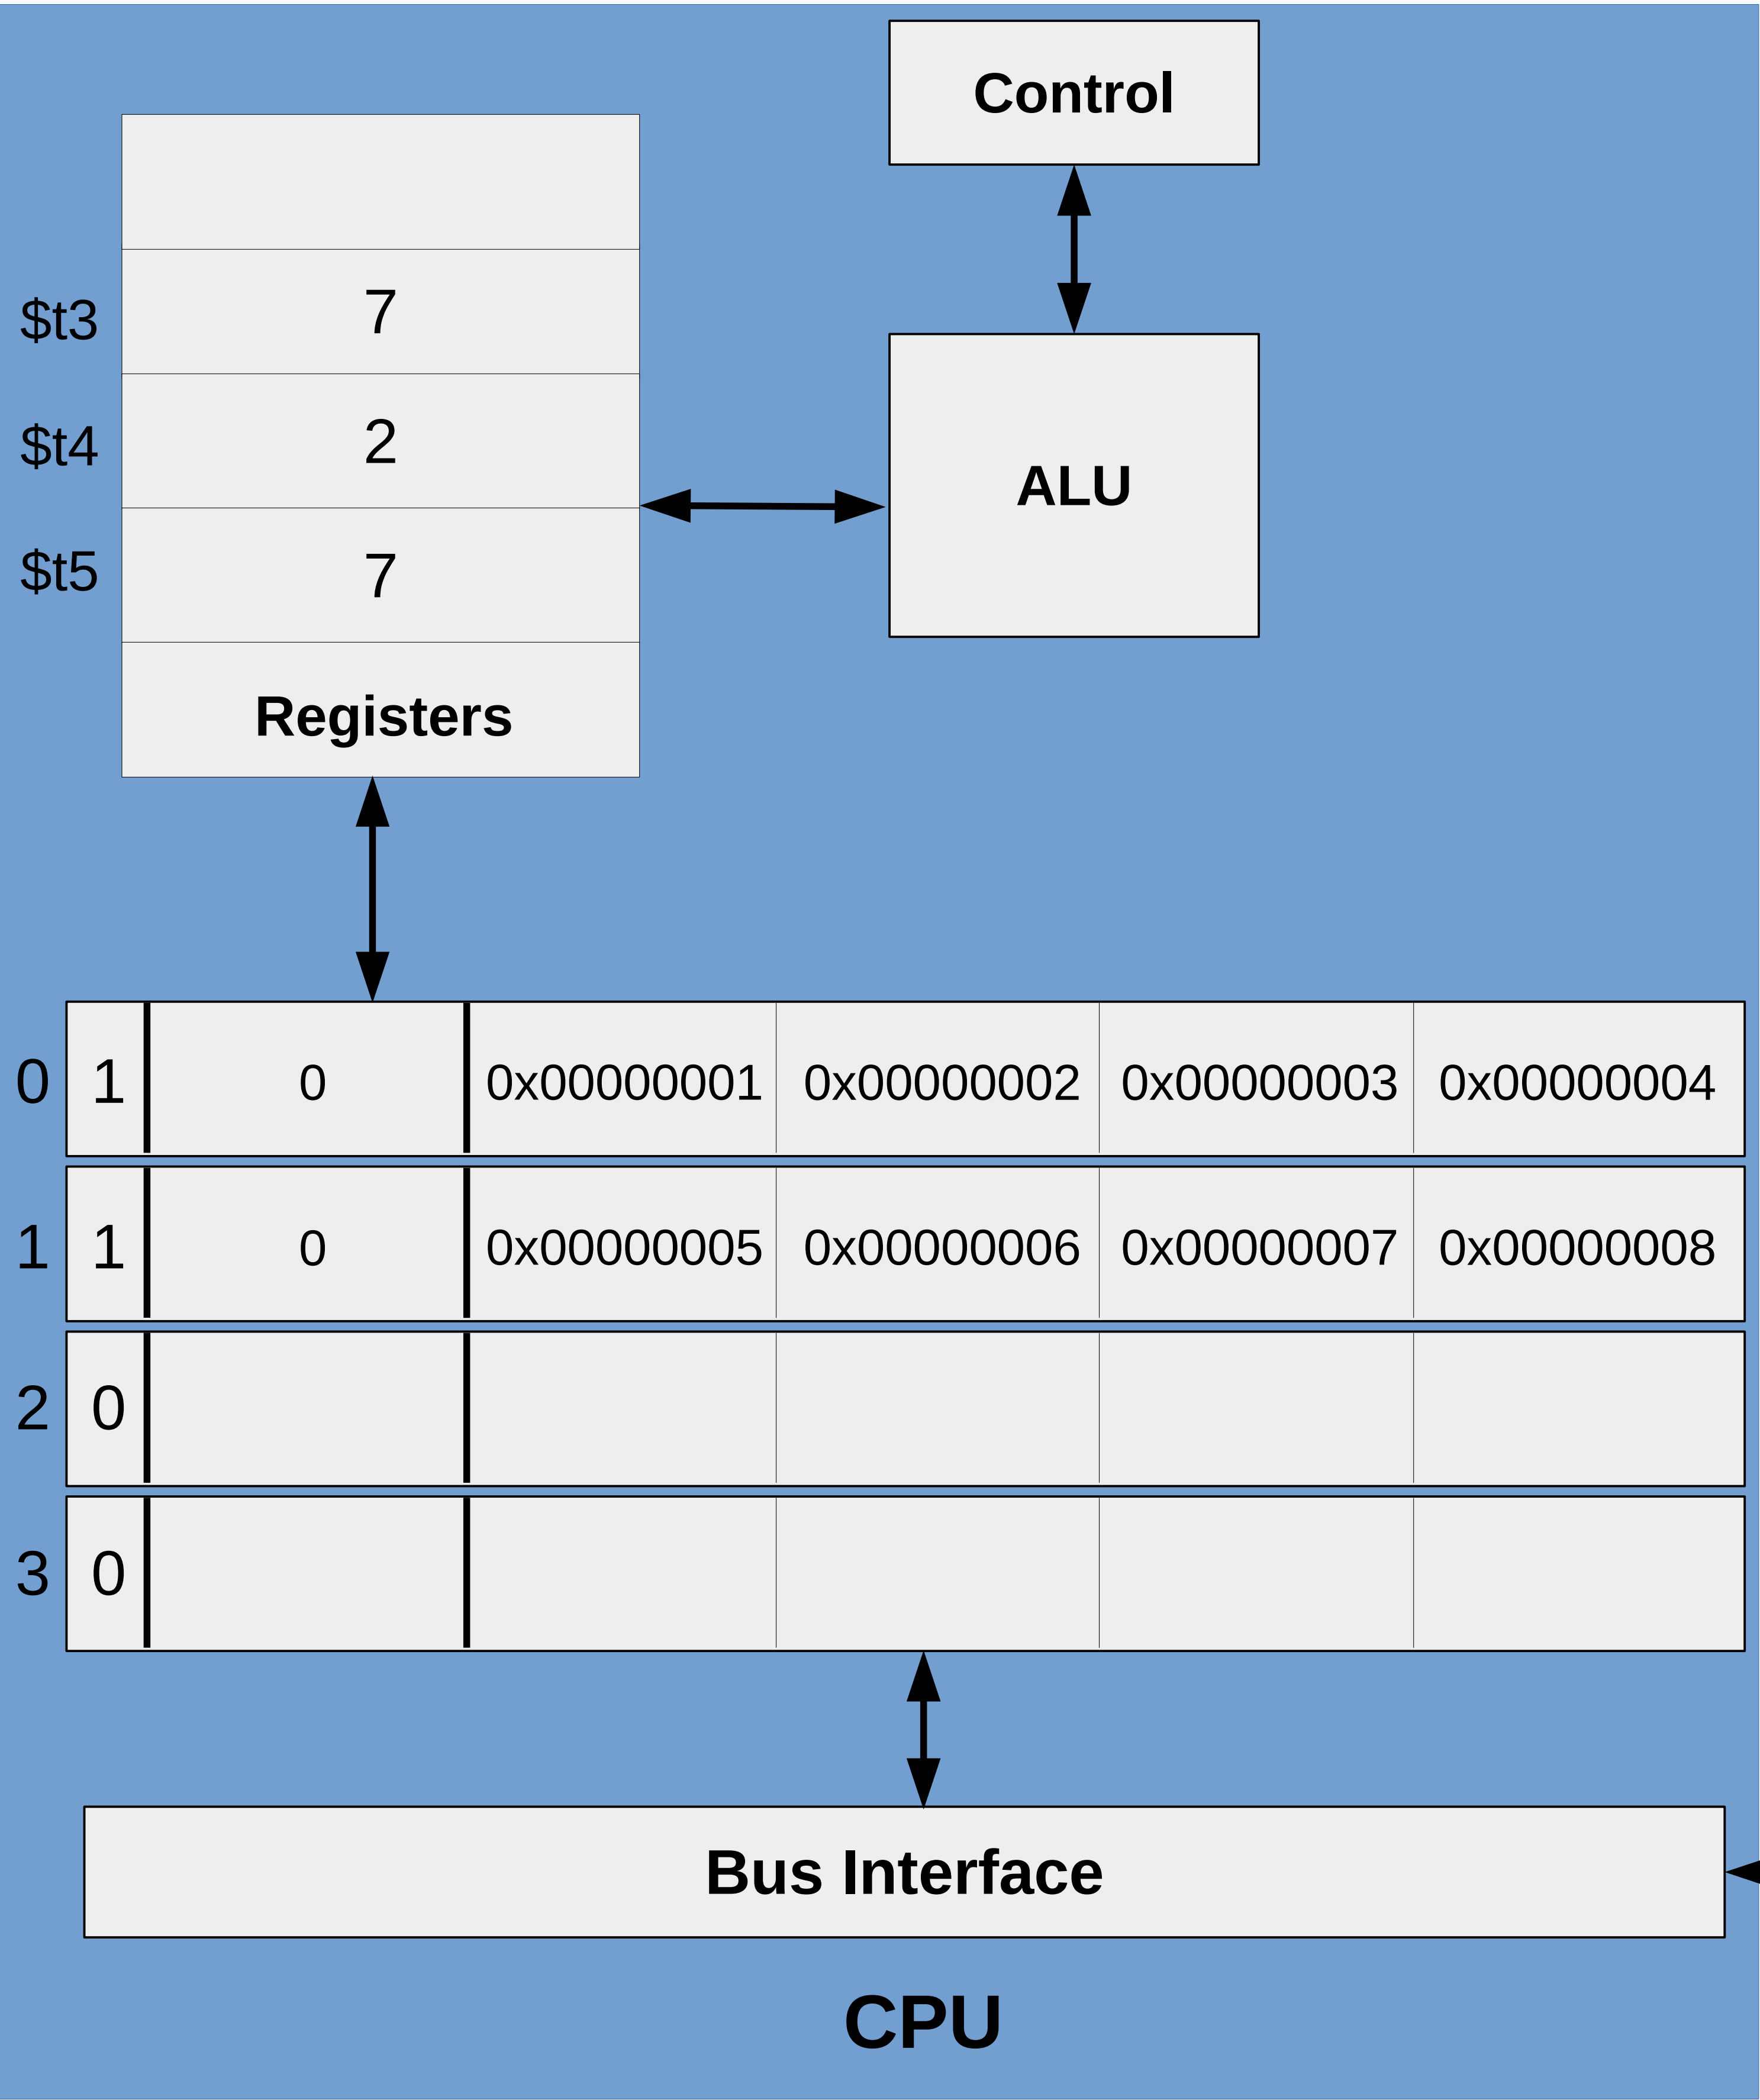 Control
$t3 7
$t4 2
ALU
$t5 7
Registers
0 1 0 0x00000001 0x00000002 0x00000003 0x00000004
1 1 0 0x00000005 0x00000006 0x00000007 0x00000008
2 0
3 0
Bus Interface
CPU